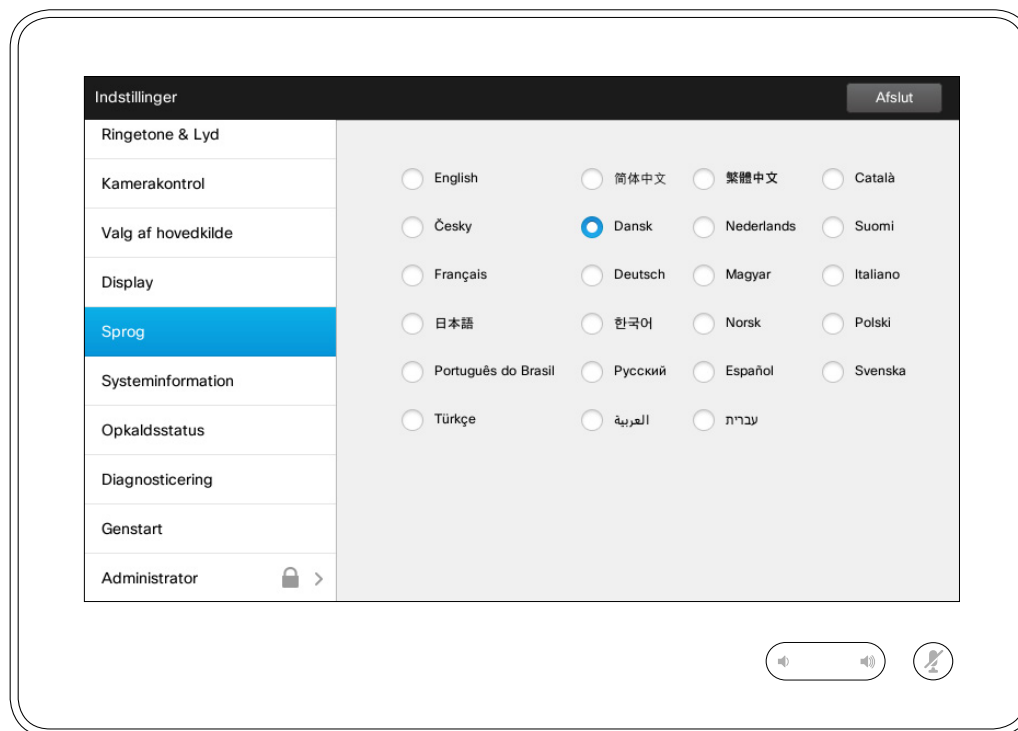 Indstillinger
Afslut
Ringetone & Lyd
Kamerakontrol
Valg af hovedkilde
Display
Sprog
Systeminformation
Opkaldsstatus
Diagnosticering
Genstart
Administrator
English 简体中文 繁體中文 Català
Česky Dansk Nederlands Suomi
Français Deutsch Magyar Italiano
日本語 한국어 Norsk Polski
Português do Brasil Русский Español Svenska
Türkçe العربية עברית